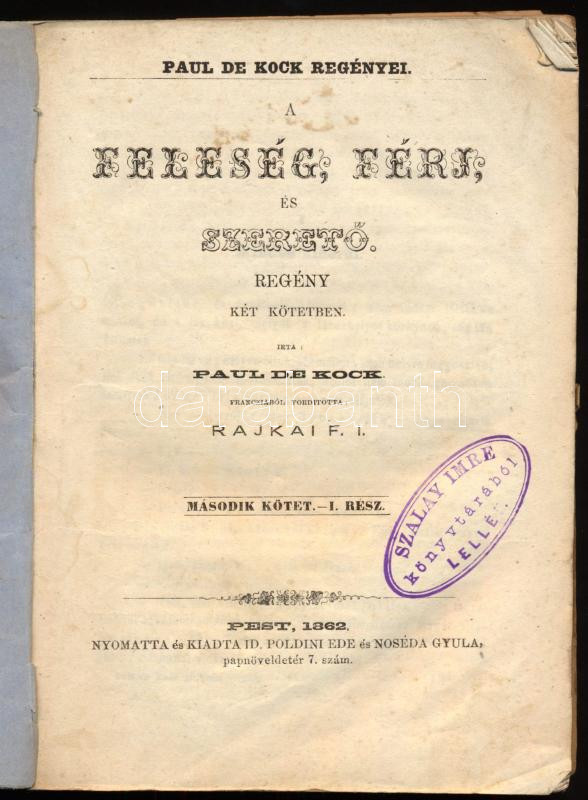 PAUL DE KOCK REGÉNYEI.
A
FELESÉG, FÉRJ,
ÉS
SZERETŐ.
REGÉNY
KÉT KÖTETBEN.
IRTA :
PAUL DE KOCK.
FRANCZIÁBÓL FORDITOTTA :
RAJKAI F. I.
MÁSODIK KÖTET.—I. RÉSZ.
SZALAY IMRE
könyvtárából
LELLÉ
PEST, 1862.
NYOMATTA és KIADTA ID. POLDINI EDE és NOSÉDA GYULA,
papnöveldetér 7. szám.
darabanth